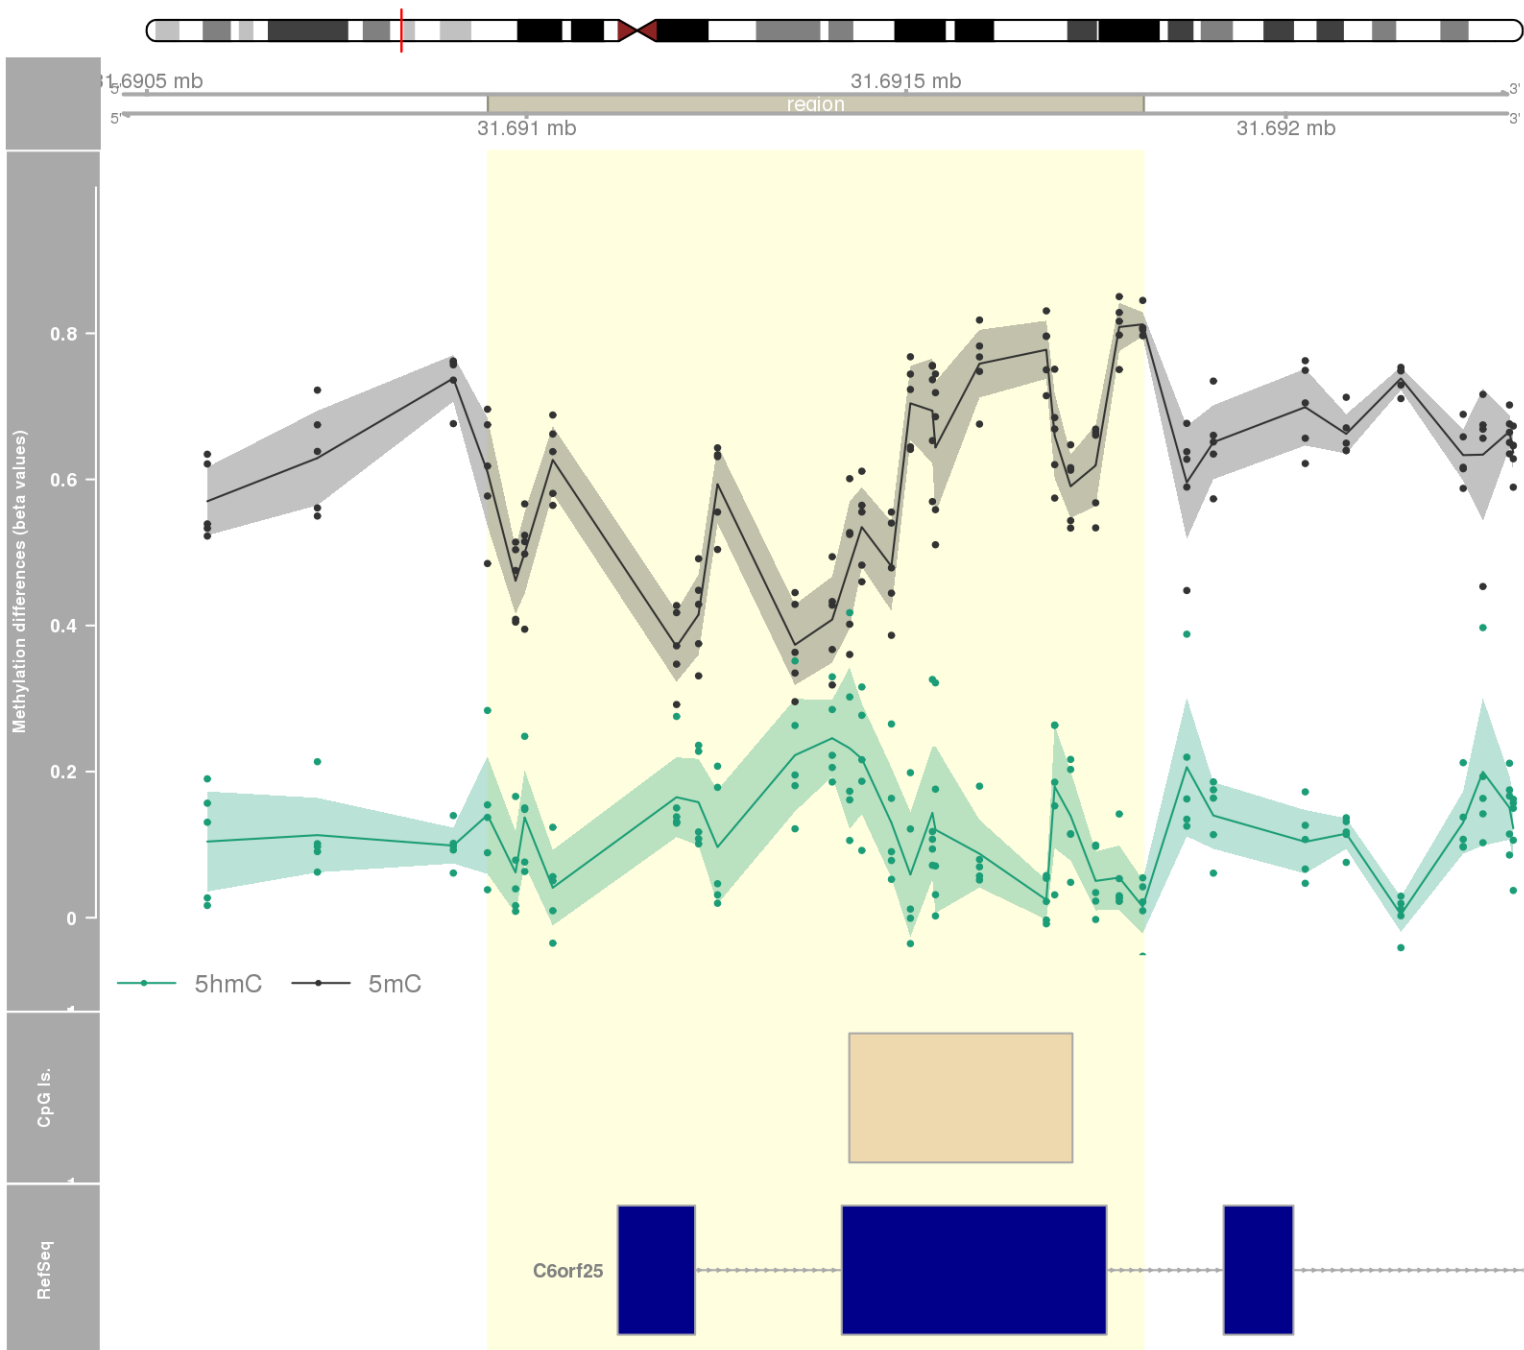 31.6905 mb
31.6915 mb
5'
3'
region
5'
3'
31.691 mb
31.692 mb
Methylation differences (beta values)
0.8
0.6
0.4
0.2
0
5hmC
5mC
CpG Is.
RefSeq
C6orf25